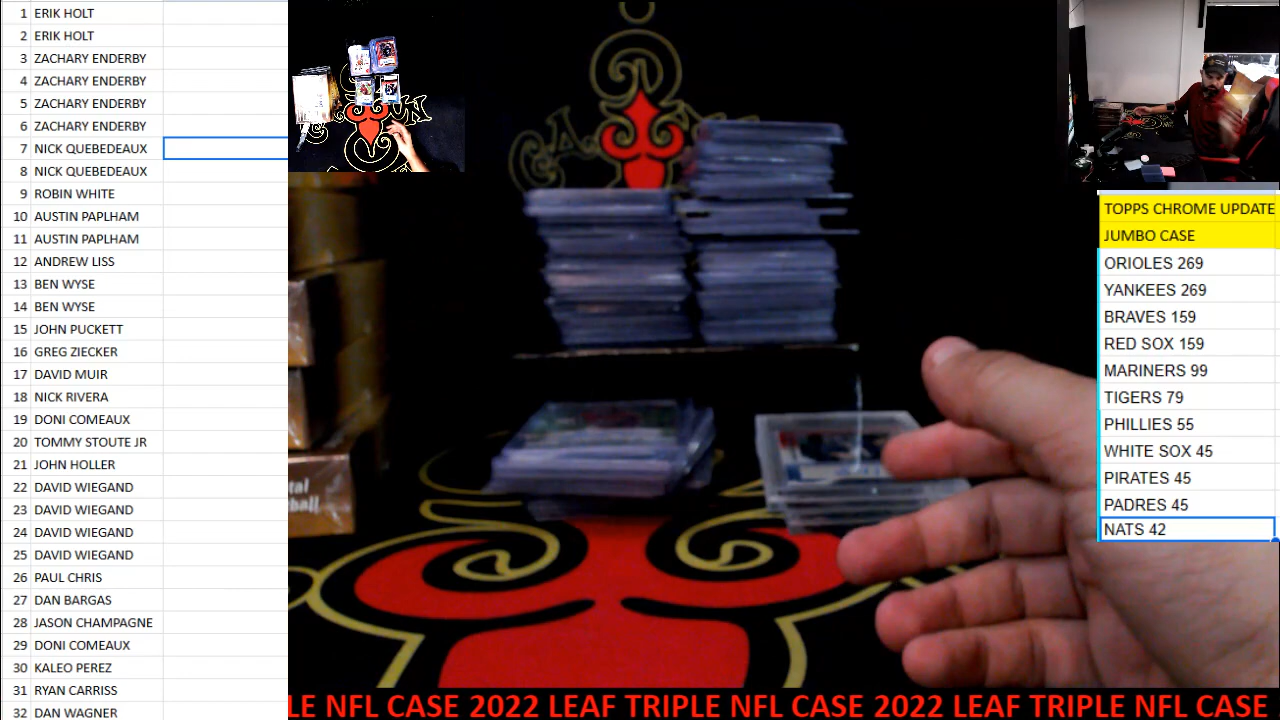 1 ERIK HOLT
2 ERIK HOLT
3 ZACHARY ENDERBY
4 ZACHARY ENDERBY
5 ZACHARY ENDERBY
6 ZACHARY ENDERBY
7 NICK QUEBEDEAUX
8 NICK QUEBEDEAUX
9 ROBIN WHITE
10 AUSTIN PAPLHAM
11 AUSTIN PAPLHAM
12 ANDREW LISS
13 BEN WYSE
14 BEN WYSE
15 JOHN PUCKETT
16 GREG ZIECKER
17 DAVID MUIR
18 NICK RIVERA
19 DONI COMEAUX
20 TOMMY STOUTE JR
21 JOHN HOLLER
22 DAVID WIEGAND
23 DAVID WIEGAND
24 DAVID WIEGAND
25 DAVID WIEGAND
26 PAUL CHRIS
27 DAN BARGAS
28 JASON CHAMPAGNE
29 DONI COMEAUX
30 KALEO PEREZ
31 RYAN CARRISS
32 DAN WAGNER
TOPPS CHROME UPDATE
JUMBO CASE
ORIOLES 269
YANKEES 269
BRAVES 159
RED SOX 159
MARINERS 99
TIGERS 79
PHILLIES 55
WHITE SOX 45
PIRATES 45
PADRES 45
NATS 42
LE NFL CASE 2022 LEAF TRIPLE NFL CASE 2022 LEAF TRIPLE NFL CASE